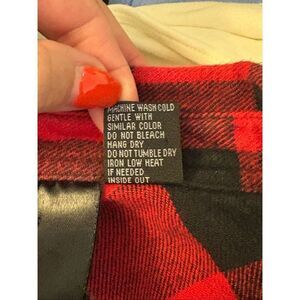 MACHINE WASH COLD
GENTLE WITH
SIMILAR COLOR
DO NOT BLEACH
HANG DRY
DO NOT TUMBLE DRY
IRON LOW HEAT
IF NEEDED
INSIDE OUT